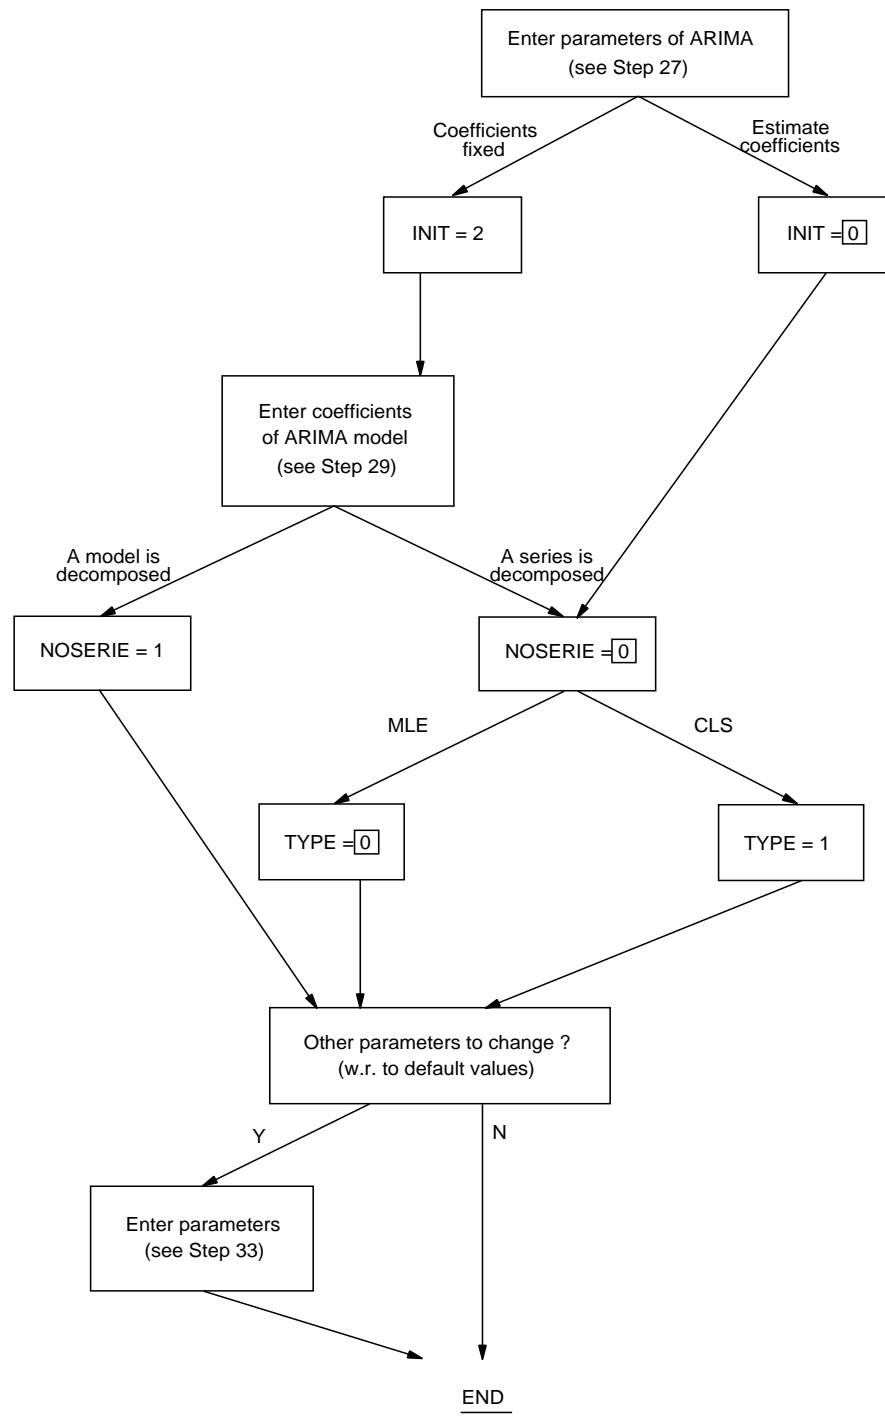 Enter parameters of ARIMA
(see Step 27)
Coefficients
fixed
Estimate
coefficients
INIT = 2
INIT = 0
Enter coefficients
of ARIMA model
(see Step 29)
A model is
decomposed
A series is
decomposed
NOSERIE = 1
NOSERIE = 0
MLE
CLS
TYPE = 0
TYPE = 1
Other parameters to change ?
(w.r. to default values)
Y
N
Enter parameters
(see Step 33)
END